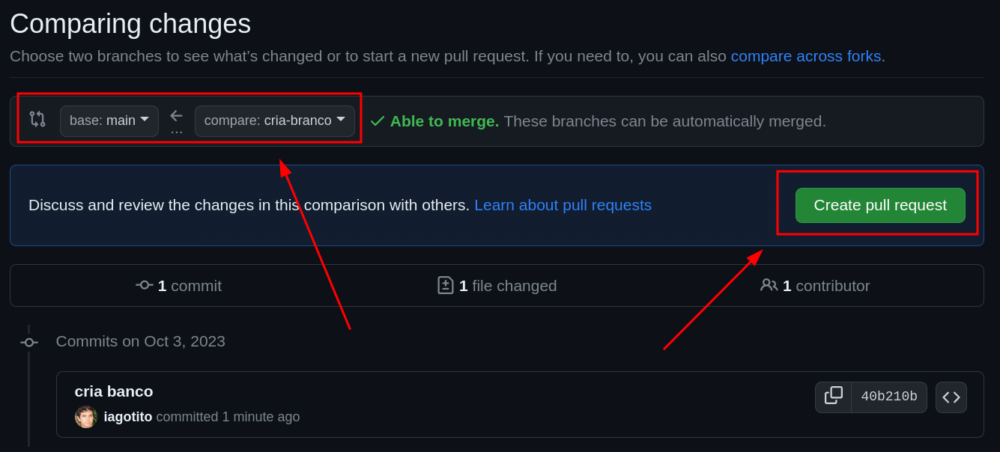 Comparing changes
Choose two branches to see what's changed or to start a new pull request. If you need to, you can also compare across forks.
base: main ... compare: cria-branco Able to merge. These branches can be automatically merged.
Discuss and review the changes in this comparison with others. Learn about pull requests Create pull request
1 commit 1 file changed 1 contributor
Commits on Oct 3, 2023
cria banco 40b210b
iagotito committed 1 minute ago